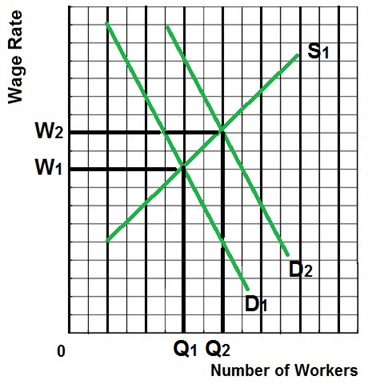 Wage Rate
S1
W2
W1
D2
D1
0
Q1 Q2
Number of Workers